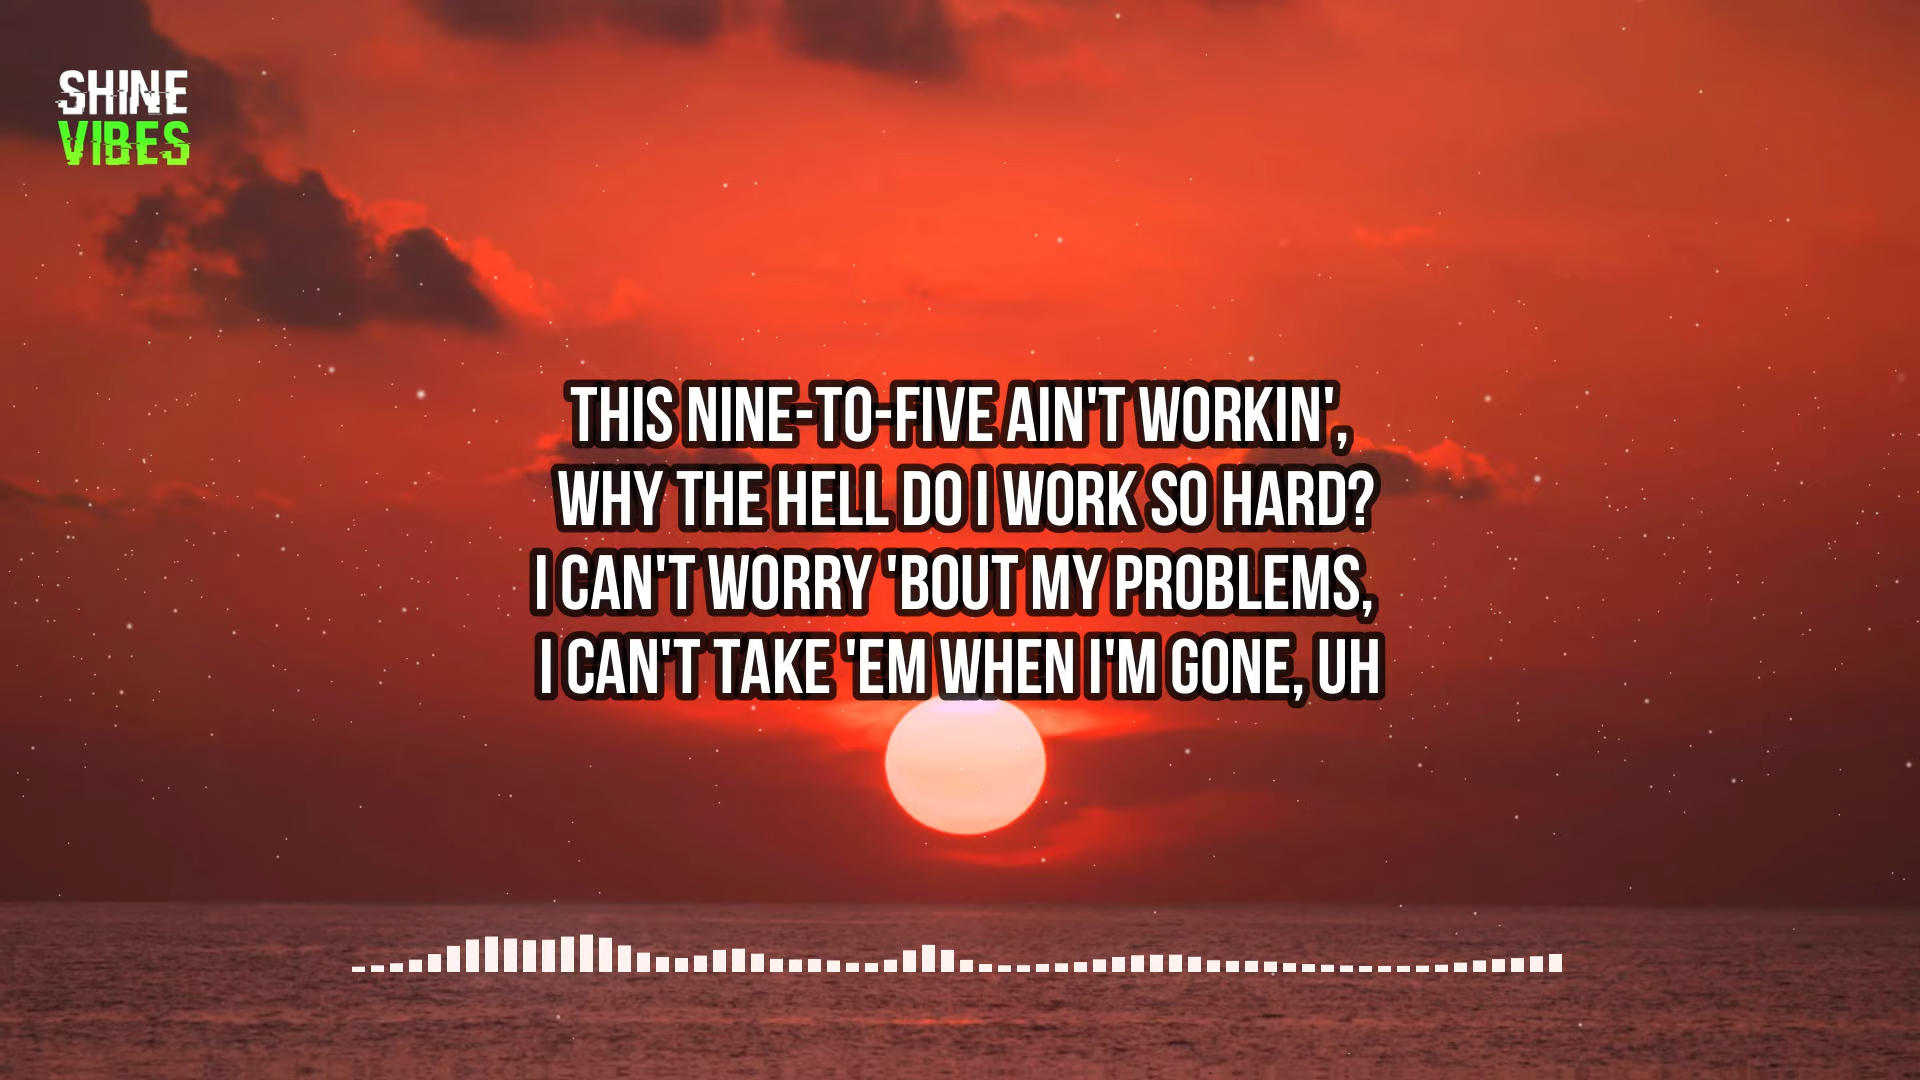 SHINE
VIBES
THIS NINE-TO-FIVE AIN'T WORKIN',
WHY THE HELL DO I WORK SO HARD?
I CAN'T WORRY 'BOUT MY PROBLEMS,
I CAN'T TAKE 'EM WHEN I'M GONE, UH